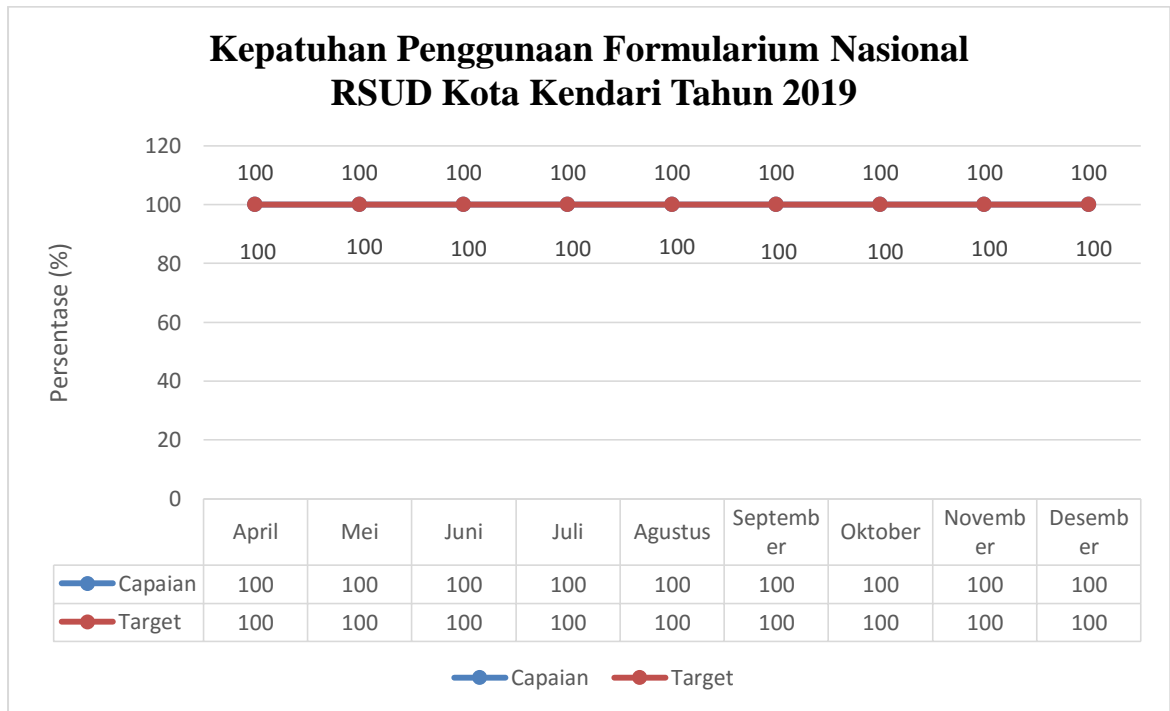 Kepatuhan Penggunaan Formularium Nasional
RSUD Kota Kendari Tahun 2019
Persentase (%)
120
100
80
60
40
20
0
100 100 100 100 100 100 100 100 100
100 100 100 100 100 100 100 100 100
April Mei Juni Juli Agustus Septemb er Oktober Novemb er Desemb er
Capaian 100 100 100 100 100 100 100 100 100
Target 100 100 100 100 100 100 100 100 100
Capaian Target